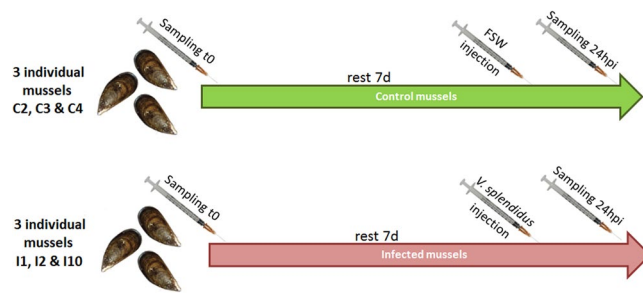 Sampling t0
FSW
injection
Sampling 24hpi
3 individual
mussels
C2, C3 & C4
rest 7d
Control mussels
Sampling t0
V. splendidus
injection
Sampling 24hpi
3 individual
mussels
I1, I2 & I10
rest 7d
Infected mussels